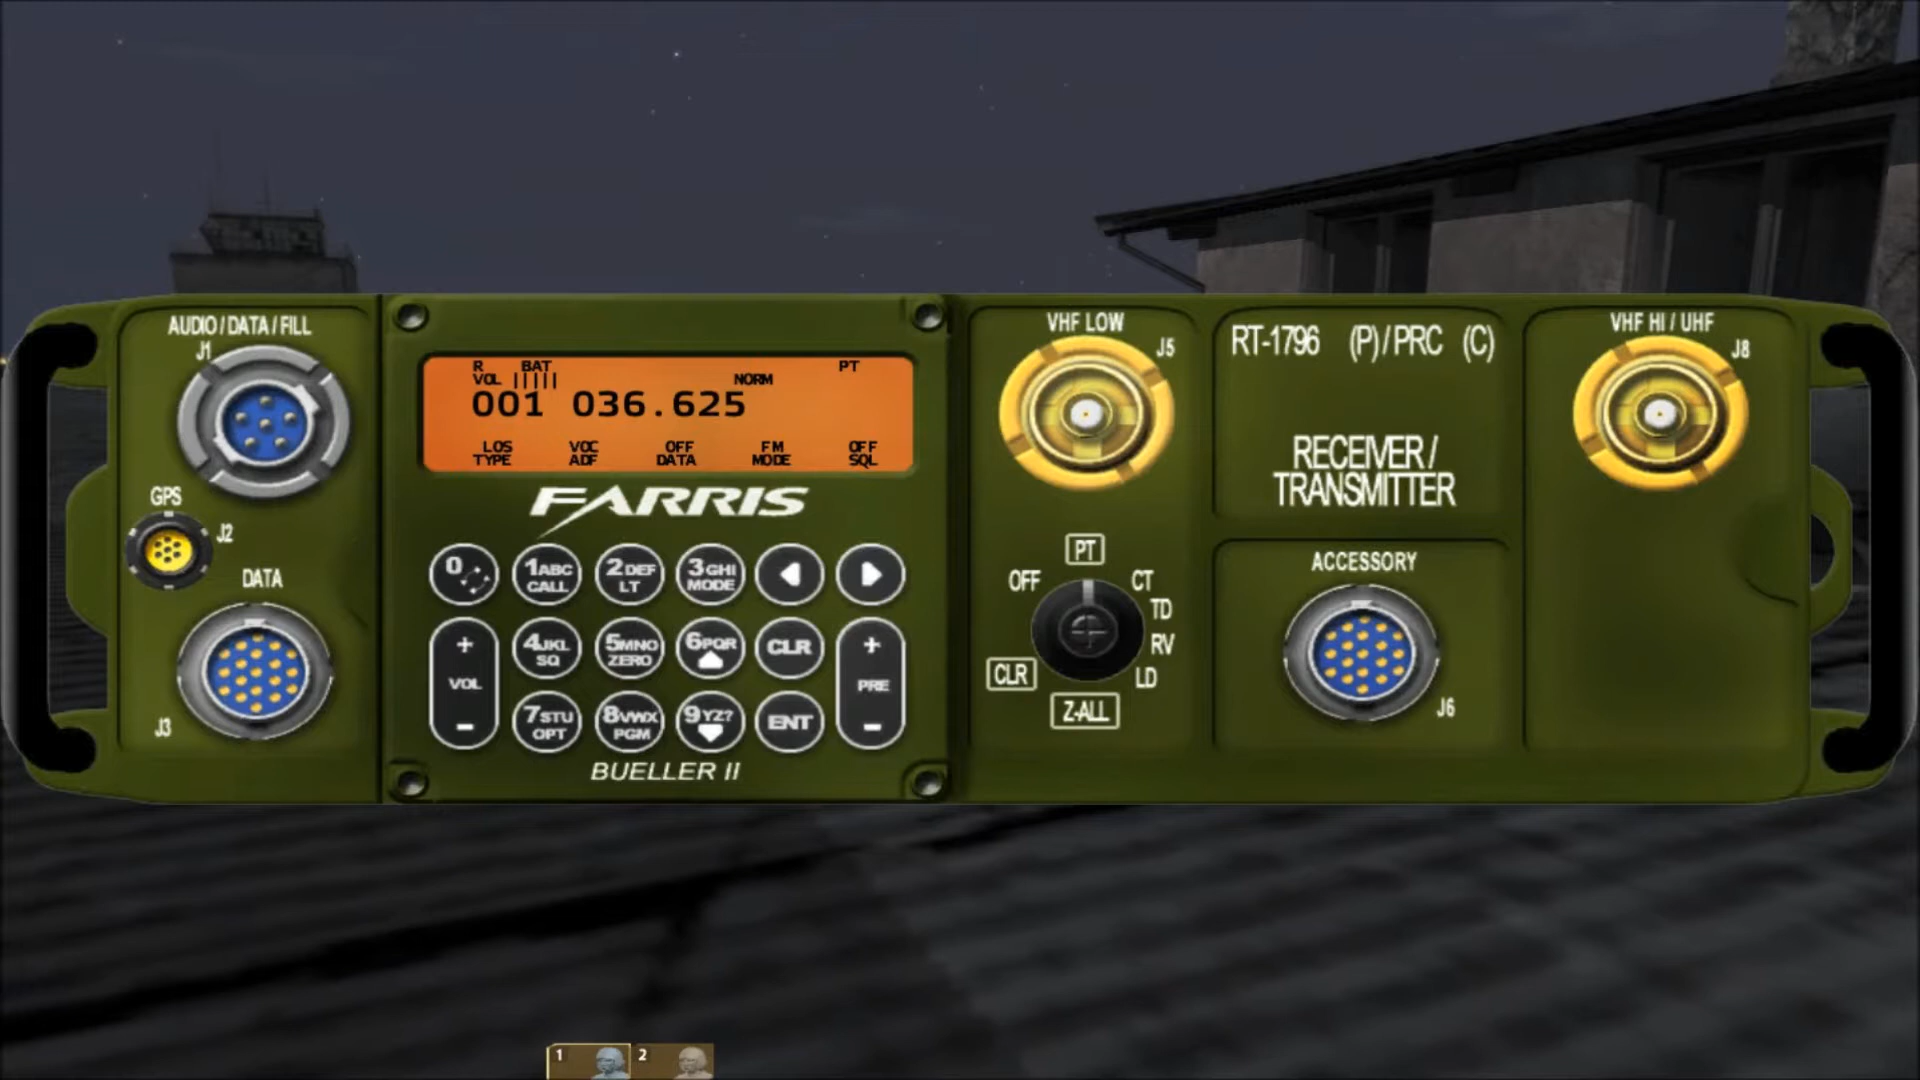 AUDIO / DATA / FILL
J1
GPS
J2
DATA
J3
R BAT PT
VOL NORM
001 036.625
LOS VOC OFF FM OFF
TYPE ADF DATA MODE SQL
FARRIS
0 1ABC 2DEF 3GHI
CALL LT MODE
+ 4JKL 5MNO 6PQR CLR +
SQ ZERO
VOL PRE
- 7STU 8VWX 9YZ? ENT -
OPT PGM
BUELLER II
VHF LOW
J5
PT
OFF CT
TD
RV
CLR LD
Z-ALL
RT-1796 (P)/PRC (C)
RECEIVER /
TRANSMITTER
ACCESSORY
J6
VHF HI / UHF
J8
1 2